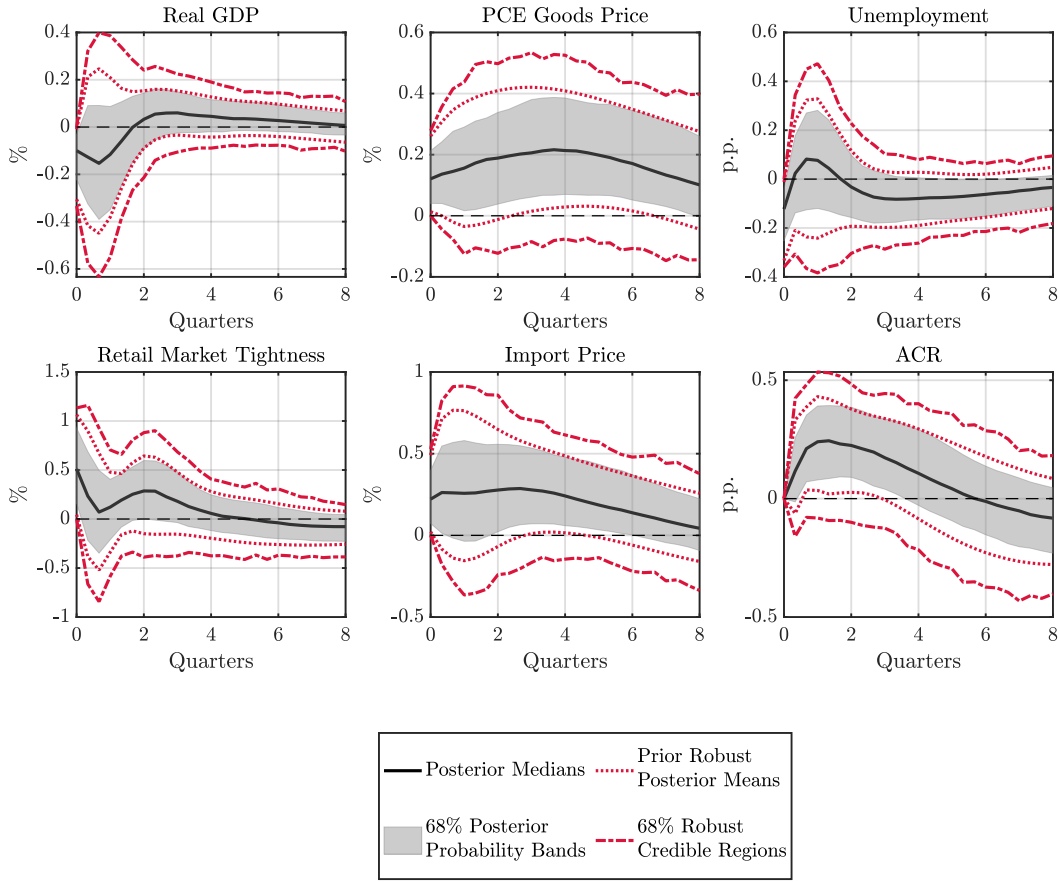 Real GDP
PCE Goods Price
Unemployment
0.4
0.2
0
-0.2
-0.4
-0.6
%
0 2 4 6 8
Quarters
0.6
0.4
0.2
0
-0.2
%
0 2 4 6 8
Quarters
0.6
0.4
0.2
0
-0.2
-0.4
p.p.
0 2 4 6 8
Quarters
Retail Market Tightness
Import Price
ACR
1.5
1
0.5
0
-0.5
-1
%
0 2 4 6 8
Quarters
1
0.5
0
-0.5
%
0 2 4 6 8
Quarters
0.5
0
-0.5
p.p.
0 2 4 6 8
Quarters
Posterior Medians
Prior Robust
Posterior Means
68% Posterior
Probability Bands
68% Robust
Credible Regions